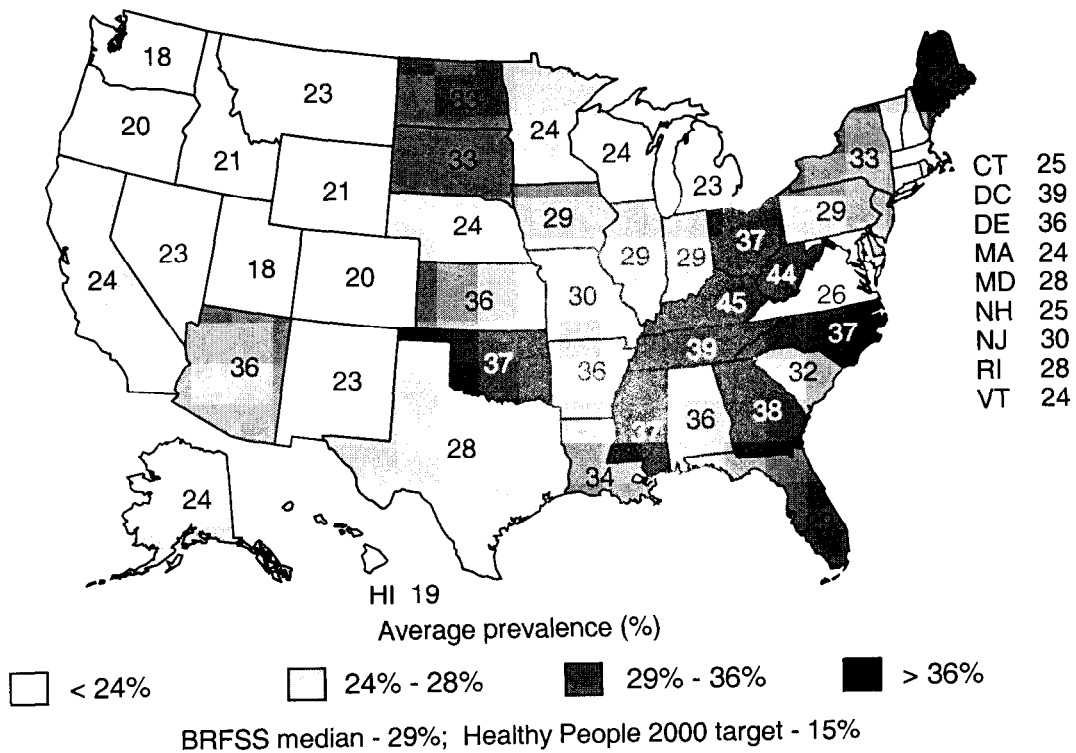 18
23
33
24
20
21
24
33
33
21
23
24
29
29
24
23
18
20
29
29
37
44
36
30
45
26
36
23
37
36
39
37
32
28
34
36
38
24
CT 25
DC 39
DE 36
MA 24
MD 28
NH 25
NJ 30
RI 28
VT 24
HI 19
Average prevalence (%)
< 24% 24% - 28% 29% - 36% > 36%
BRFSS median - 29%; Healthy People 2000 target - 15%